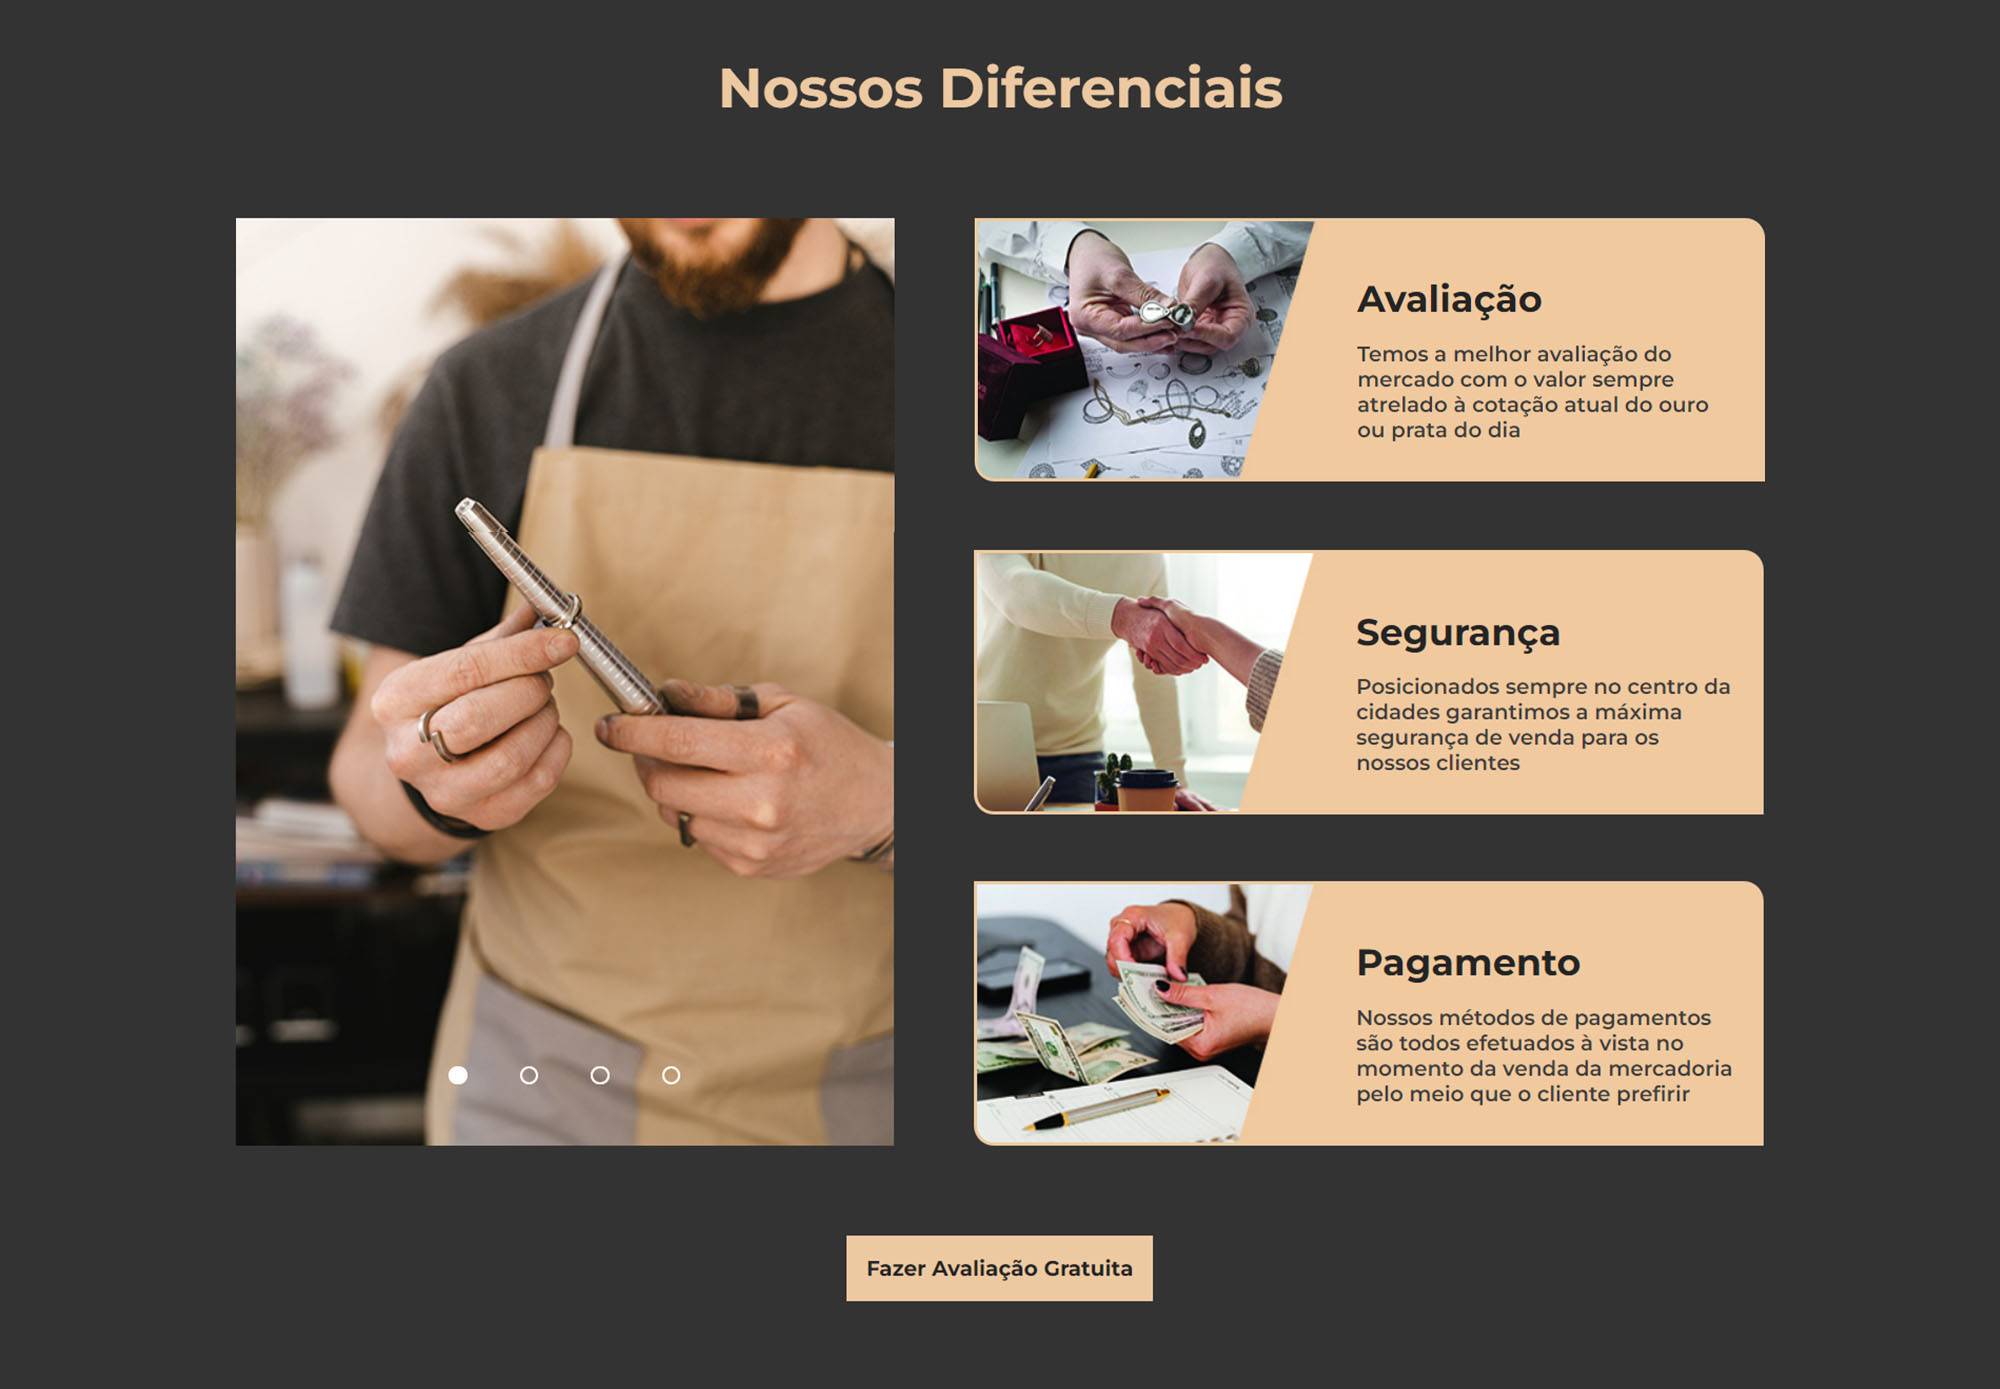 Nossos Diferenciais
Avaliação
Temos a melhor avaliação do
mercado com o valor sempre
atrelado à cotação atual do ouro
ou prata do dia
Segurança
Posicionados sempre no centro da
cidades garantimos a máxima
segurança de venda para os
nossos clientes
Pagamento
Nossos métodos de pagamentos
são todos efetuados à vista no
momento da venda da mercadoria
pelo meio que o cliente prefirir
Fazer Avaliação Gratuita